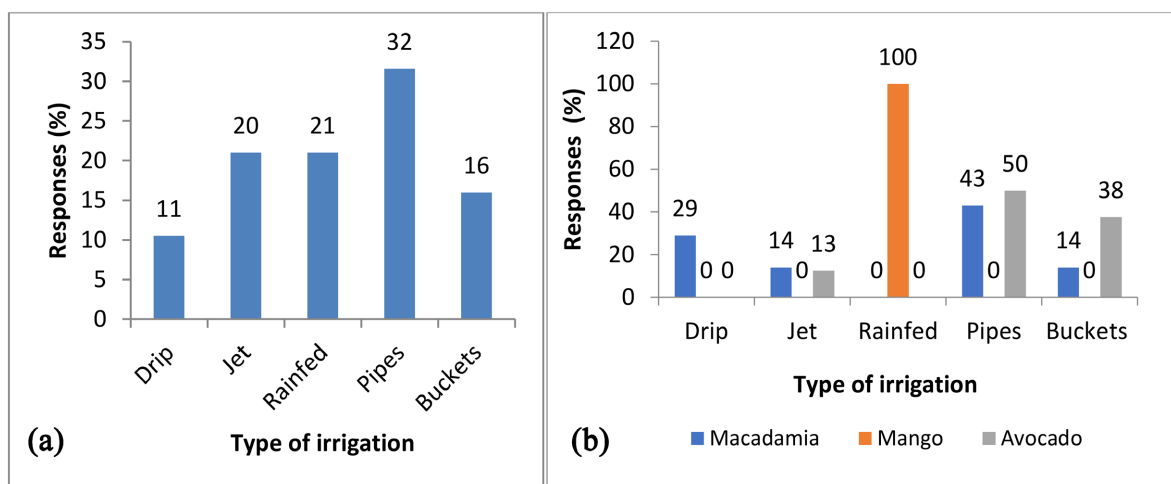 35
30
25
20
15
10
5
0
Responses (%)
11
20
21
32
16
Drip
Jet
Rainfed
Pipes
Buckets
(a)
Type of irrigation
120
100
80
60
40
20
0
Responses (%)
29
0
0
14
0
13
0
100
0
43
0
50
14
0
38
Drip
Jet
Rainfed
Pipes
Buckets
Type of irrigation
(b)
Macadamia
Mango
Avocado